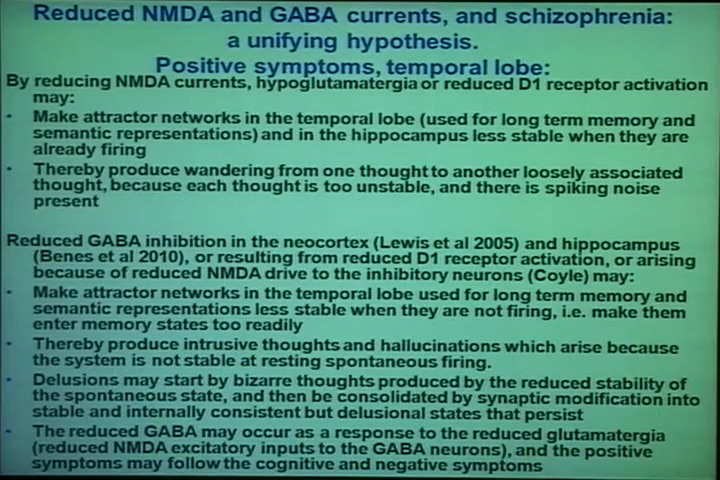 Reduced NMDA and GABA currents, and schizophrenia:
a unifying hypothesis.
Positive symptoms, temporal lobe:
By reducing NMDA currents, hypoglutamatergia or reduced D1 receptor activation
may:
• Make attractor networks in the temporal lobe (used for long term memory and
semantic representations) and in the hippocampus less stable when they are
already firing
• Thereby produce wandering from one thought to another loosely associated
thought, because each thought is too unstable, and there is spiking noise
present
Reduced GABA inhibition in the neocortex (Lewis et al 2005) and hippocampus
(Benes et al 2010), or resulting from reduced D1 receptor activation, or arising
because of reduced NMDA drive to the inhibitory neurons (Coyle) may:
• Make attractor networks in the temporal lobe used for long term memory and
semantic representations less stable when they are not firing, i.e. make them
enter memory states too readily
• Thereby produce intrusive thoughts and hallucinations which arise because
the system is not stable at resting spontaneous firing.
• Delusions may start by bizarre thoughts produced by the reduced stability of
the spontaneous state, and then be consolidated by synaptic modification into
stable and internally consistent but delusional states that persist
• The reduced GABA may occur as a response to the reduced glutamatergia
(reduced NMDA excitatory inputs to the GABA neurons), and the positive
symptoms may follow the cognitive and negative symptoms